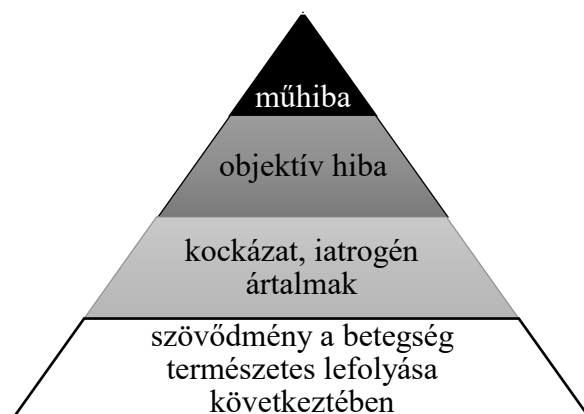 műhiba
objektív hiba
kockázat, iatrogén
ártalmak
szövődmény a betegség
természetes lefolyása
következtében